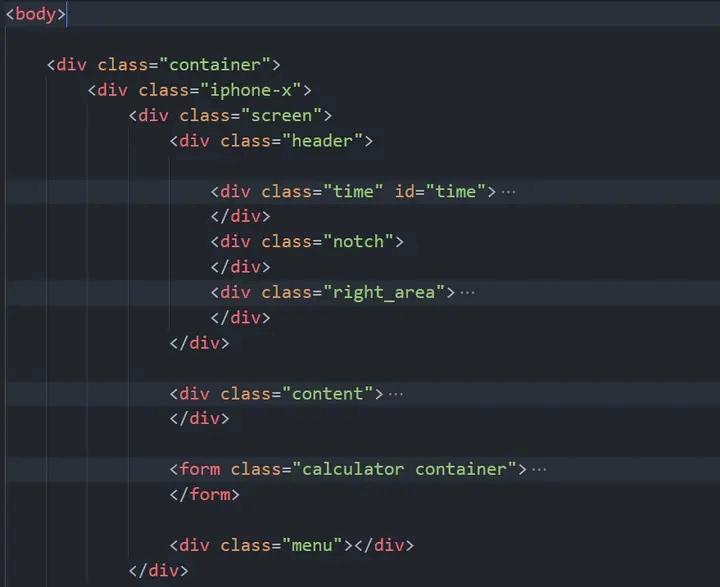 <body>
<div class="container">
<div class="iphone-x">
<div class="screen">
<div class="header">
<div class="time" id="time">···
</div>
<div class="notch">
</div>
<div class="right_area">···
</div>
</div>
<div class="content">···
</div>
<form class="calculator container">···
</form>
<div class="menu"></div>
</div>